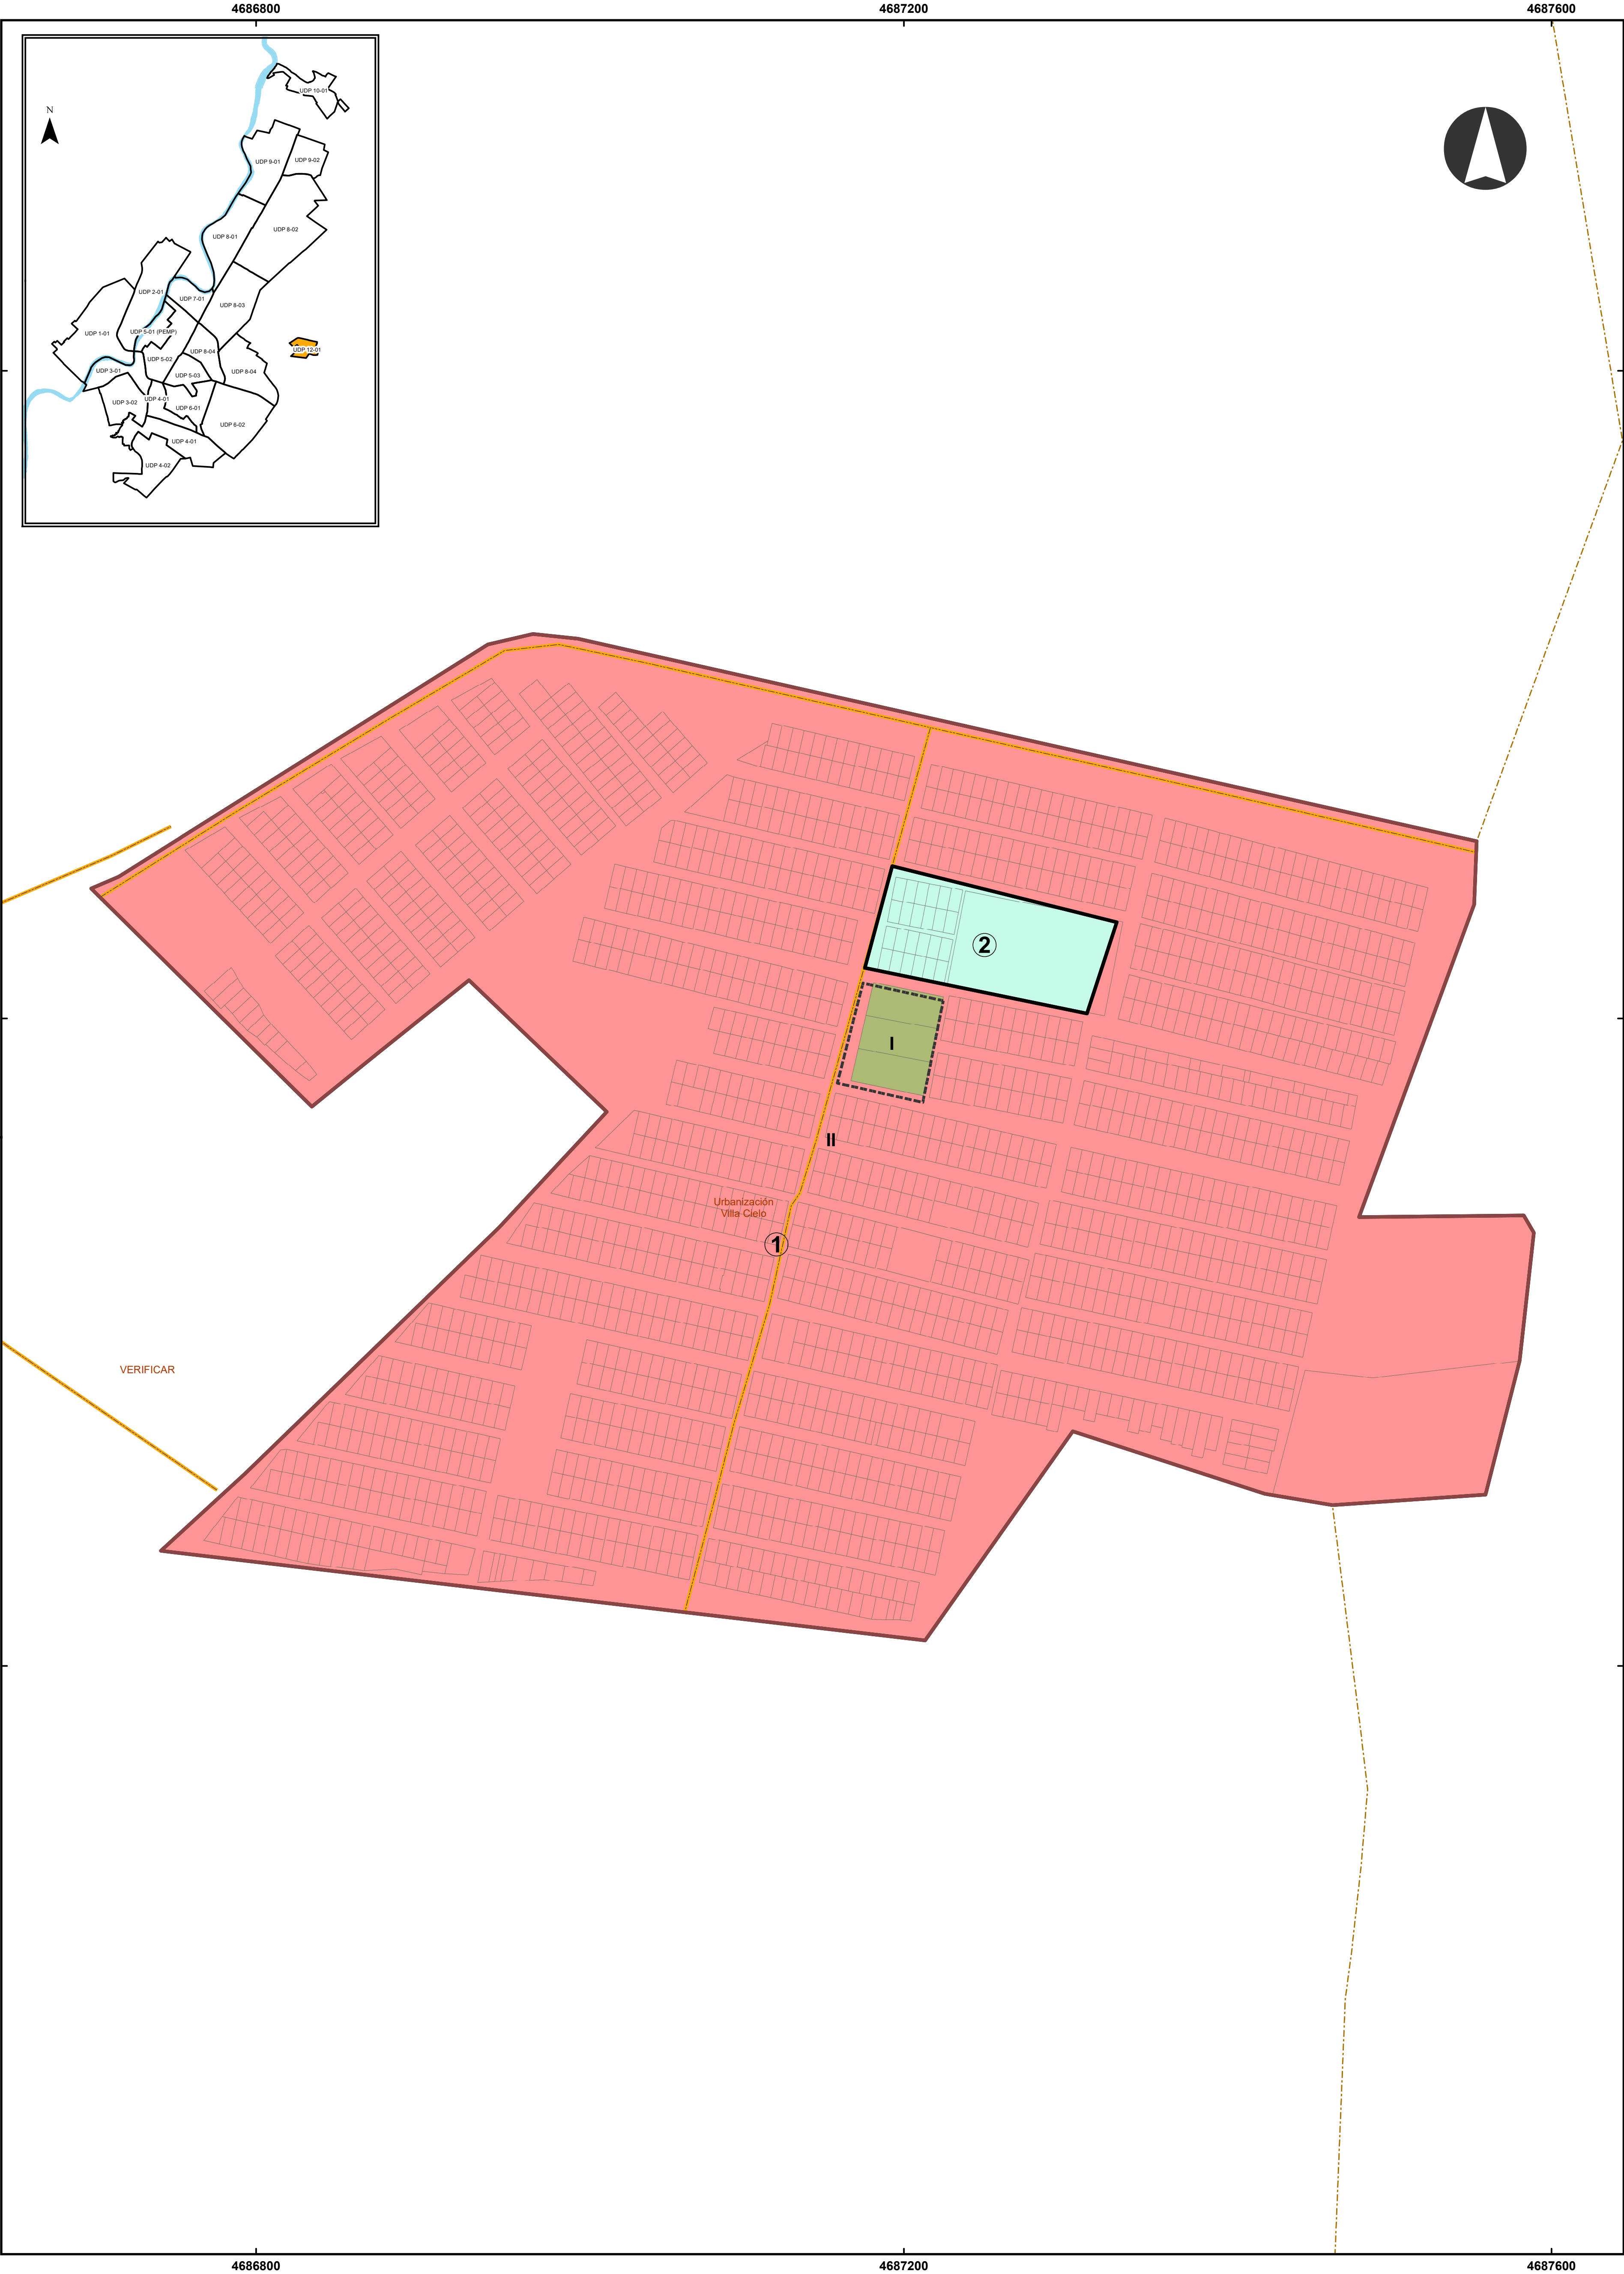 4686800
4687200
4687600
N
UDP 10-01
UDP 9-01
UDP 9-02
UDP 8-02
UDP 8-01
UDP 2-01
UDP 7-01
UDP 8-03
UDP 1-01
UDP 5-01 (PEMP)
UDP 12-01
UDP 8-04
UDP 5-02
UDP 3-01
UDP 5-03
UDP 8-04
UDP 3-02
UDP 4-01
UDP 6-01
UDP 6-02
UDP 4-01
UDP 4-02
2
I
II
Urbanización
Villa Cielo
1
VERIFICAR
4686800
4687200
4687600